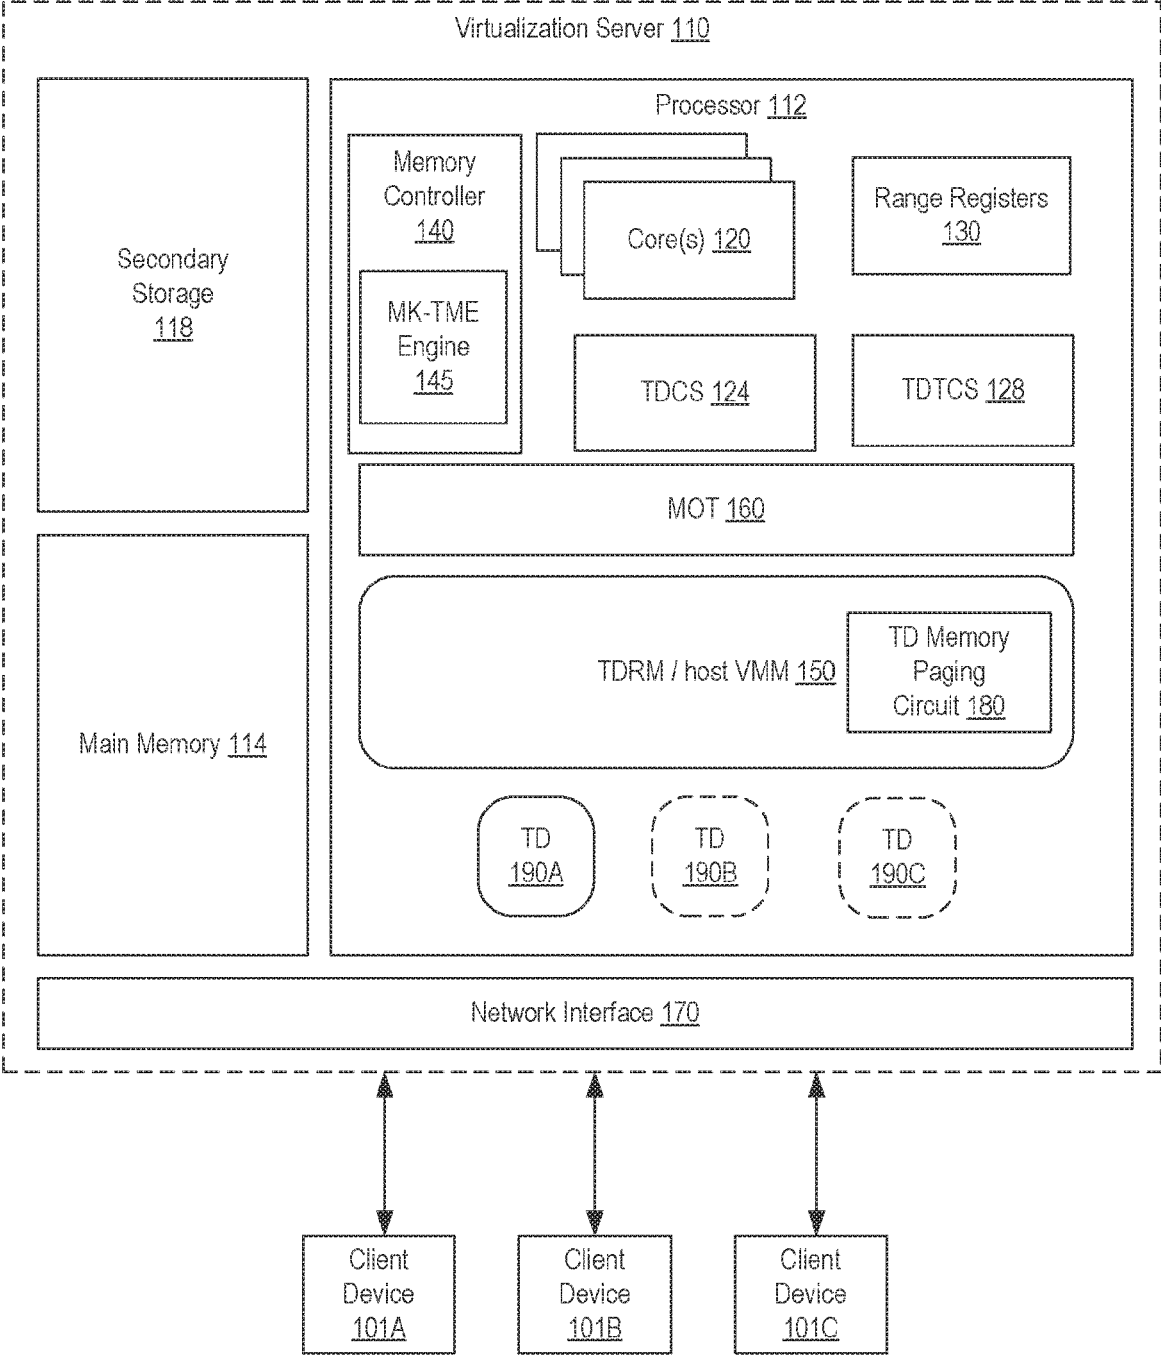 Virtualization Server 110
Secondary
Storage
118
Main Memory 114
Processor 112
Memory
Controller
140
MK-TME
Engine
145
Core(s) 120
Range Registers
130
TDCS 124
TDTCS 128
MOT 160
TDRM / host VMM 150
TD Memory
Paging
Circuit 180
TD
190A
TD
190B
TD
190C
Network Interface 170
Client
Device
101A
Client
Device
101B
Client
Device
101C